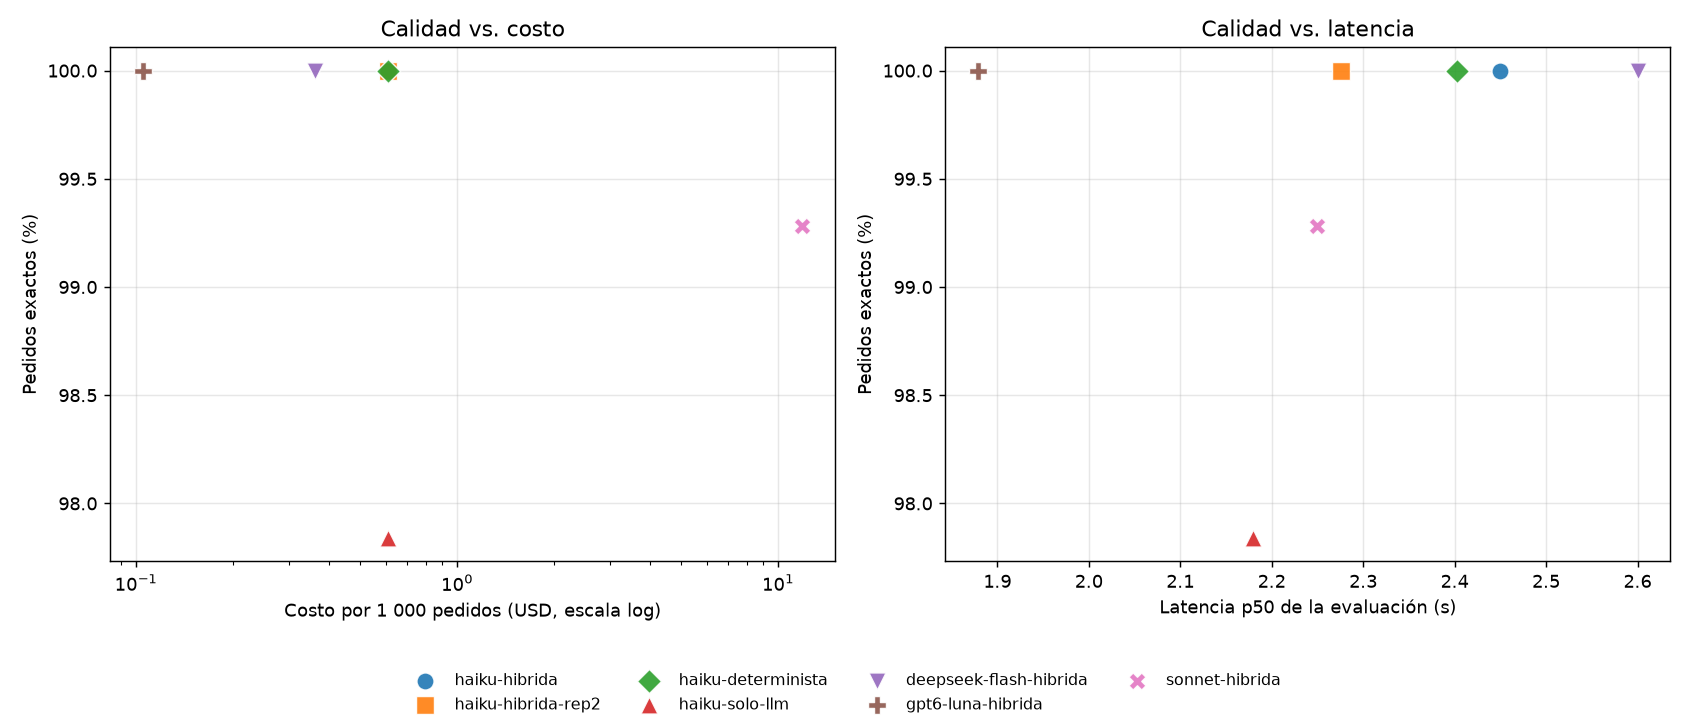 Calidad vs. costo
Pedidos exactos (%)
100.0
99.5
99.0
98.5
98.0
10⁻¹
10⁰
10¹
Costo por 1 000 pedidos (USD, escala log)
Calidad vs. latencia
Pedidos exactos (%)
100.0
99.5
99.0
98.5
98.0
1.9
2.0
2.1
2.2
2.3
2.4
2.5
2.6
Latencia p50 de la evaluación (s)
haiku-hibrida
haiku-hibrida-rep2
haiku-determinista
haiku-solo-llm
deepseek-flash-hibrida
gpt6-luna-hibrida
sonnet-hibrida